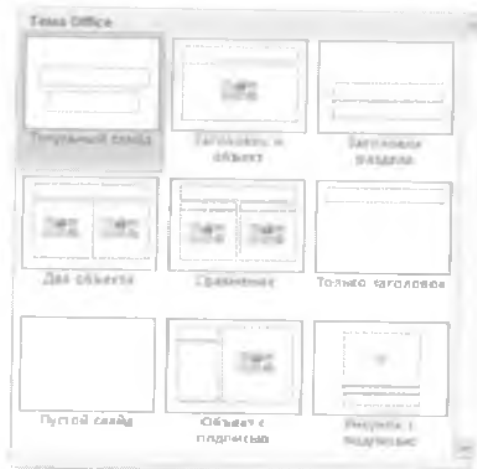 Тема Office
Титульный слайд
Заголовок и
объект
Заголовок
раздела
Два объекта
Сравнение
Только заголовок
Пустой слайд
Объект с
подписью
Рисунок с
подписью